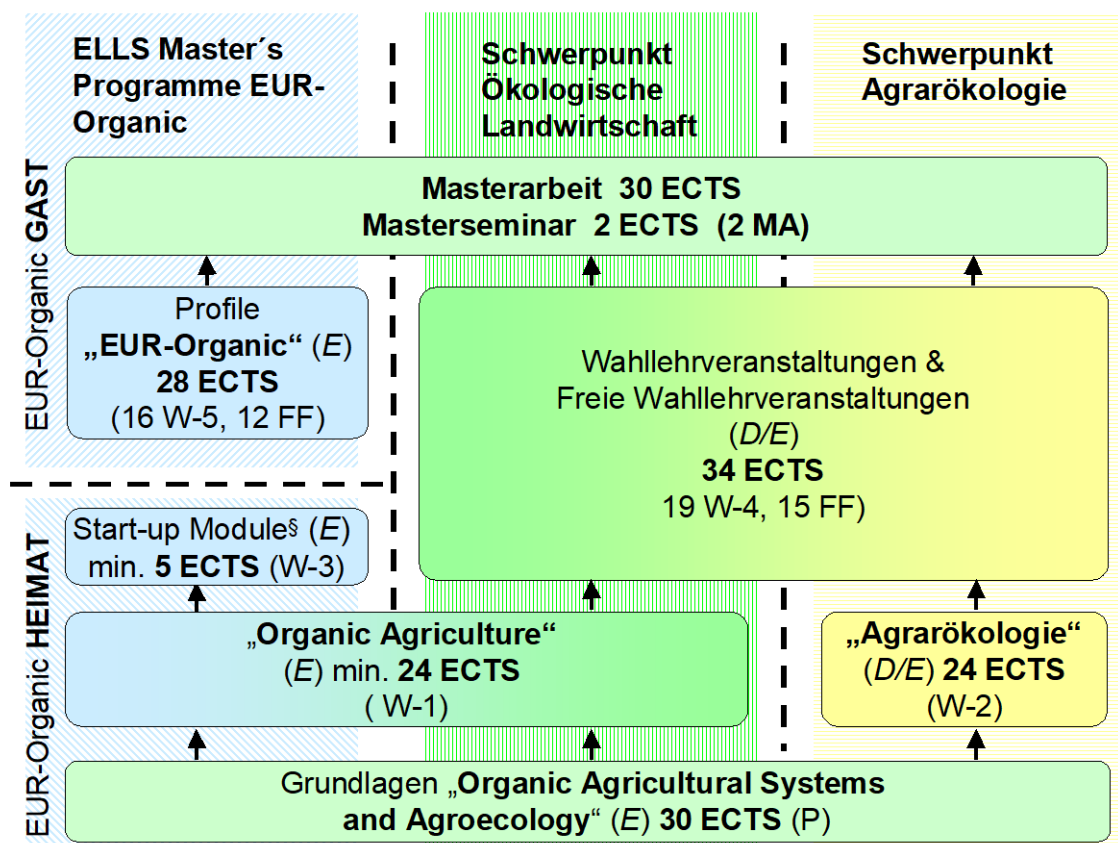 ELLS Master´s
Programme EUR-
Organic
Schwerpunkt
Ökologische
Landwirtschaft
Schwerpunkt
Agrarökologie
EUR-Organic GAST
Masterarbeit 30 ECTS
Masterseminar 2 ECTS (2 MA)
Profile
„EUR-Organic“ (E)
28 ECTS
(16 W-5, 12 FF)
Wahllehrveranstaltungen &
Freie Wahllehrveranstaltungen
(D/E)
34 ECTS
19 W-4, 15 FF)
EUR-Organic HEIMAT
Start-up Module§ (E)
min. 5 ECTS (W-3)
„Organic Agriculture“
(E) min. 24 ECTS
( W-1)
„Agrarökologie“
(D/E) 24 ECTS
(W-2)
Grundlagen „Organic Agricultural Systems
and Agroecology“ (E) 30 ECTS (P)